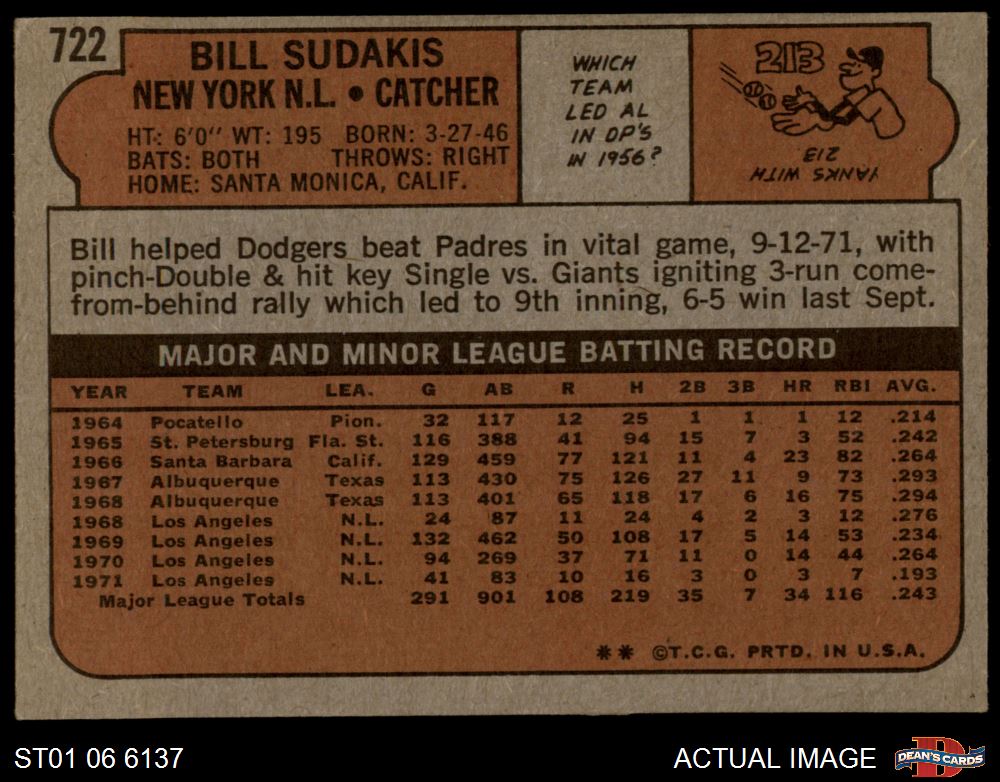 722
BILL SUDAKIS
NEW YORK N.L. • CATCHER
HT: 6'0" WT: 195 BORN: 3-27-46
BATS: BOTH THROWS: RIGHT
HOME: SANTA MONICA, CALIF.
WHICH
TEAM
LED AL
IN DP'S
IN 1956?
213
YANKS WITH
213
Bill helped Dodgers beat Padres in vital game, 9-12-71, with
pinch-Double & hit key Single vs. Giants igniting 3-run come-
from-behind rally which led to 9th inning, 6-5 win last Sept.
MAJOR AND MINOR LEAGUE BATTING RECORD
YEAR TEAM LEA. G AB R H 2B 3B HR RBI AVG.
1964 Pocatello Pion. 32 117 12 25 1 1 1 12 .214
1965 St. Petersburg Fla. St. 116 388 41 94 15 7 3 52 .242
1966 Santa Barbara Calif. 129 459 77 121 11 4 23 82 .264
1967 Albuquerque Texas 113 430 75 126 27 11 9 73 .293
1968 Albuquerque Texas 113 401 65 118 17 6 16 75 .294
1968 Los Angeles N.L. 24 87 11 24 4 2 3 12 .276
1969 Los Angeles N.L. 132 462 50 108 17 5 14 53 .234
1970 Los Angeles N.L. 94 269 37 71 11 0 14 44 .264
1971 Los Angeles N.L. 41 83 10 16 3 0 3 7 .193
Major League Totals 291 901 108 219 35 7 34 116 .243
** ©T.C.G. PRTD. IN U.S.A.
ST01 06 6137
ACTUAL IMAGE
D
DEAN'S CARDS